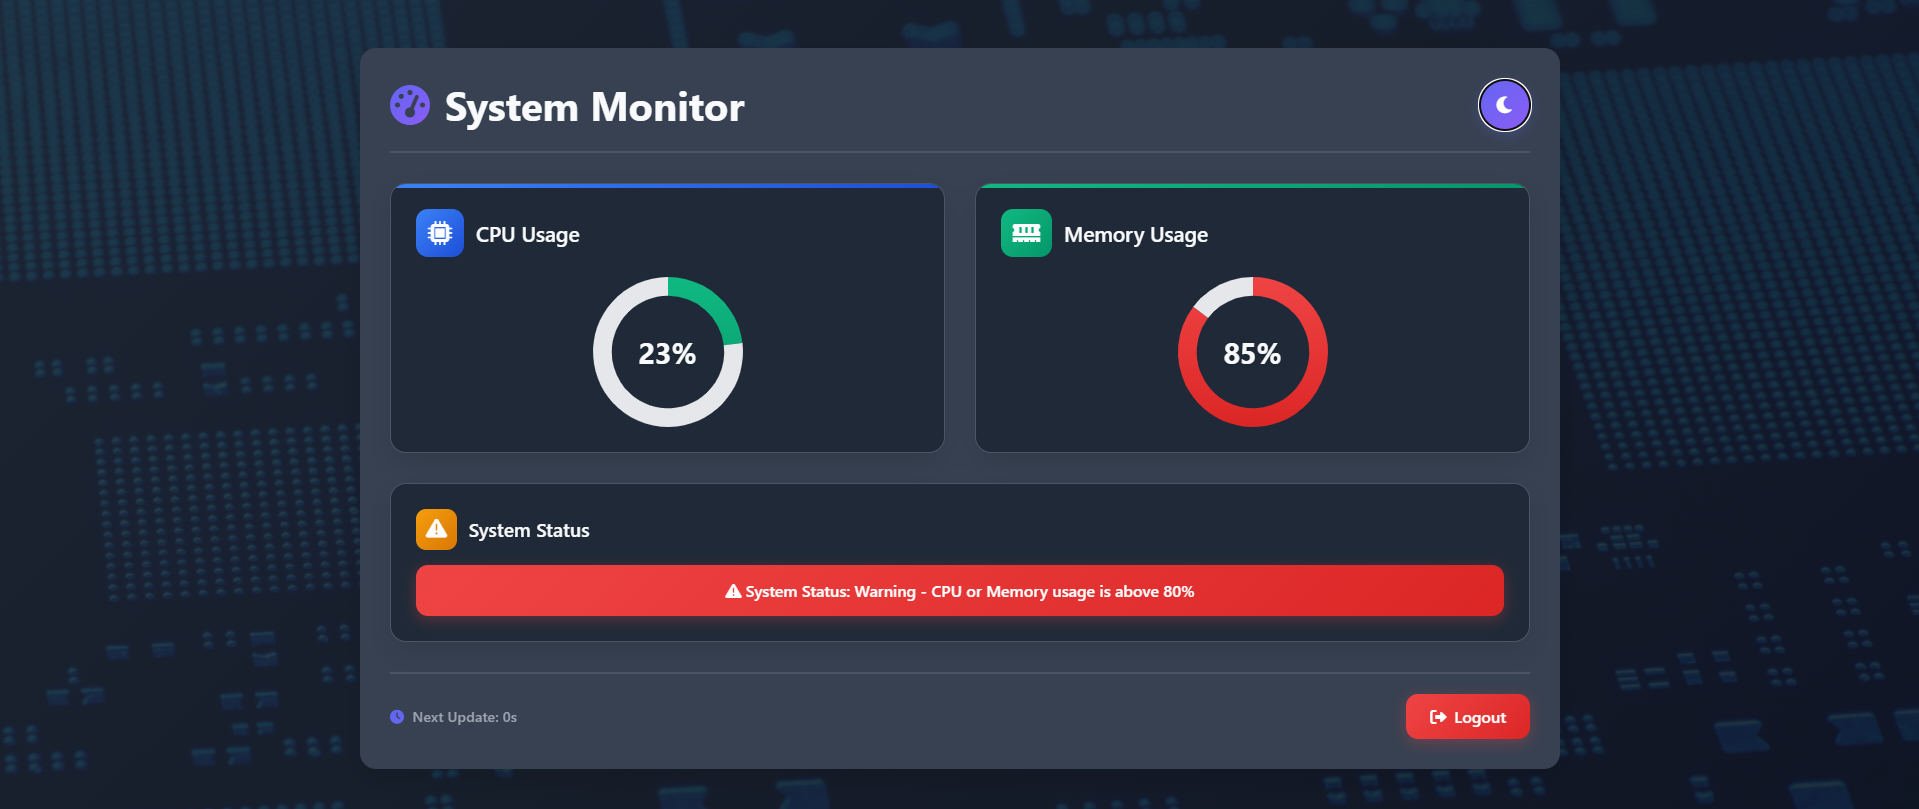 System Monitor
CPU Usage
23%
Memory Usage
85%
System Status
System Status: Warning - CPU or Memory usage is above 80%
Next Update: 0s
Logout